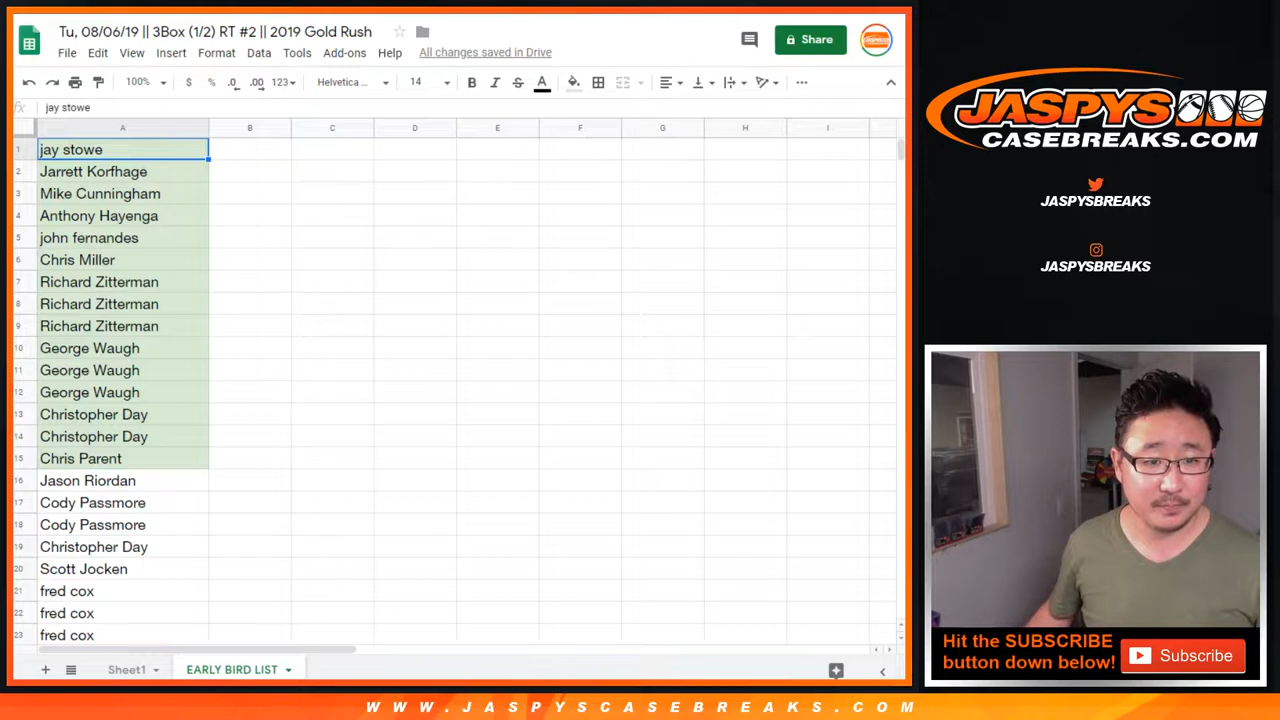 Tu, 08/06/19 || 3Box (1/2) RT #2 || 2019 Gold Rush
File Edit View Format Data Tools Add-ons Help All changes saved in Drive
Share
100% $ % .0 .00 123 Helvetica ... 14 B I S A
fx jay stowe
A B C D E F G H I
1 jay stowe
2 Jarrett Korfhage
3 Mike Cunningham
4 Anthony Hayenga
5 john fernandes
6 Chris Miller
7 Richard Zitterman
8 Richard Zitterman
9 Richard Zitterman
10 George Waugh
11 George Waugh
12 George Waugh
13 Christopher Day
14 Christopher Day
15 Chris Parent
16 Jason Riordan
17 Cody Passmore
18 Cody Passmore
19 Christopher Day
20 Scott Jocken
21 fred cox
22 fred cox
23 fred cox
Sheet1 EARLY BIRD LIST
JASPYS
CASEBREAKS.COM
JASPYSBREAKS
JASPYSBREAKS
Hit the SUBSCRIBE
button down below!
Subscribe
WWW.JASPYSCASEBREAKS.COM